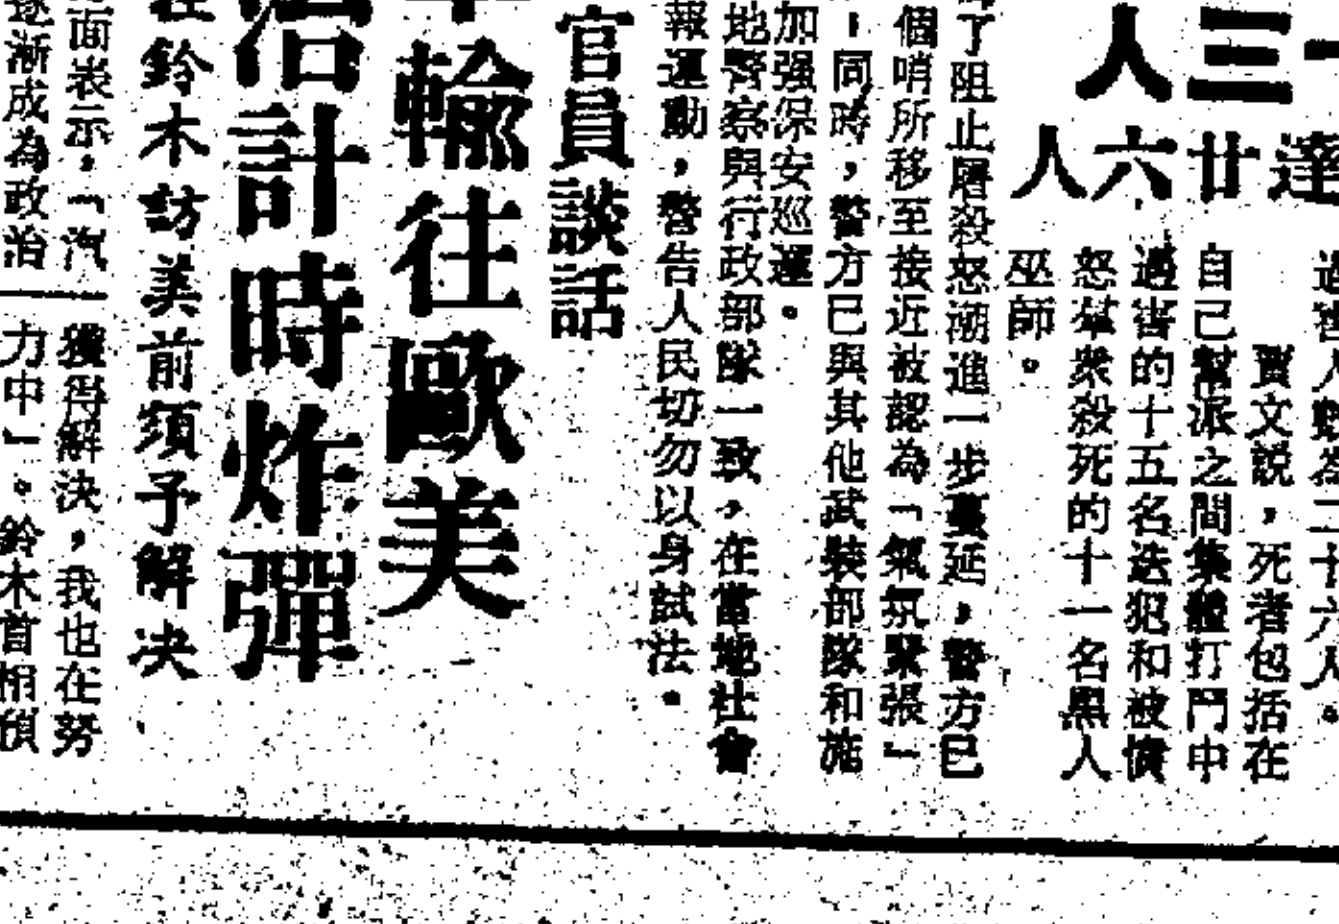 三人
達廿六人
遇害人數為二十六人。
賈文説，死者包括在
自己幫派之間集體打鬥中
遇害的十五名迭犯和被憤
怒羣衆殺死的十一名黑人
巫師。
了阻止屠殺怒潮進一步蔓延，警方已
個哨所移至接近被認為「氣氛緊張」
同時，警方已與其他武裝部隊和施
加强保安巡邏。
地警察與行政部隊一致，在當地社會
報運動，警告人民切勿以身試法。
官員談話
輸往歐美
治計時炸彈
鈴木訪美前須予解决
面表示，「汽
逐漸成為政治
獲得解決，我也在努
力中」。鈴木首相預